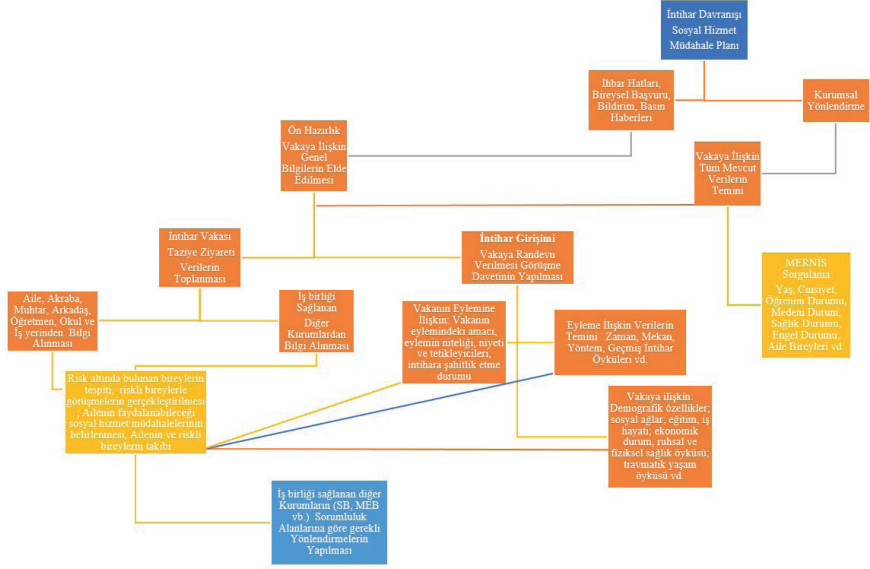 İntihar Davranışı
Sosyal Hizmet
Müdahale Planı
İhbar Hatları,
Bireysel Başvuru,
Bildirim, Basın
Haberleri
Kurumsal
Yönlendirme
Ön Hazırlık
Vakaya İlişkin
Genel
Bilgilerin Elde
Edilmesi
Vakaya İlişkin
Tüm Mevcut
Verilerin
Temini
İntihar Vakası
Taziye Ziyareti
Verilerin
Toplanması
İntihar Girişimi
Vakaya Randevu
Verilmesi Görüşme
Davetinin Yapılması
MERNİS
Sorgulama
Yaş, Cinsiyet,
Öğrenim Durumu,
Medeni Durum,
Sağlık Durumu,
Engel Durumu,
Aile Bireyleri vd.
Aile, Akraba,
Muhtar, Arkadaş,
Öğretmen, Okul ve
İş yerinden Bilgi
Alınması
İş birliği
Sağlanan
Diğer
Kurumlardan
Bilgi Alınması
Vakanın Eylemine
İlişkin: Vakanın
eylemindeki amacı,
eylemin niteliği, niyeti
ve tetikleyicileri,
intihara şahitlik etme
durumu
Eyleme İlişkin Verilerin
Temini Zaman, Mekan,
Yöntem, Geçmiş İntihar
Öyküleri vd.
Risk altında bulunan bireylerin
tespiti, riskli bireylerle
görüşmelerin gerçekleştirilmesi
, Ailenin faydalanabileceği
sosyal hizmet müdahalelerinin
belirlenmesi, Ailenin ve riskli
bireylerin takibi
Vakaya ilişkin:
Demografik özellikler;
sosyal ağlar; eğitim, iş
hayatı; ekonomik
durum, ruhsal ve
fiziksel sağlık öyküsü;
travmatik yaşam
öyküsü vd.
İş birliği sağlanan diğer
Kurumların (SB, MEB
vb.) Sorumluluk
Alanlarına göre gerekli
Yönlendirmelerin
Yapılması